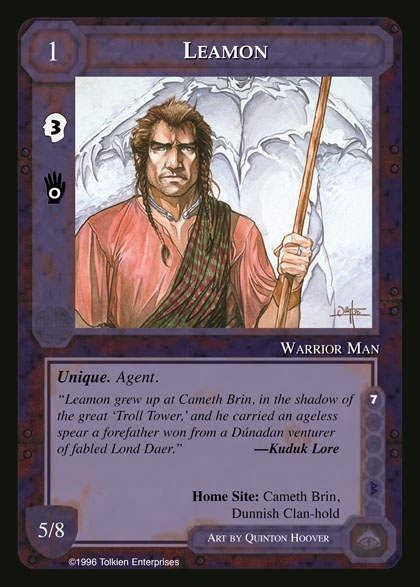 1
LEAMON
3
WARRIOR MAN
Unique. Agent.
7
“Leamon grew up at Cameth Brin, in the shadow of
the great ‘Troll Tower,’ and he carried an ageless
spear a forefather won from a Dúnadan venturer
of fabled Lond Daer.” —Kuduk Lore
Home Site: Cameth Brin,
Dunnish Clan-hold
5/8
ART BY QUINTON HOOVER
©1996 Tolkien Enterprises